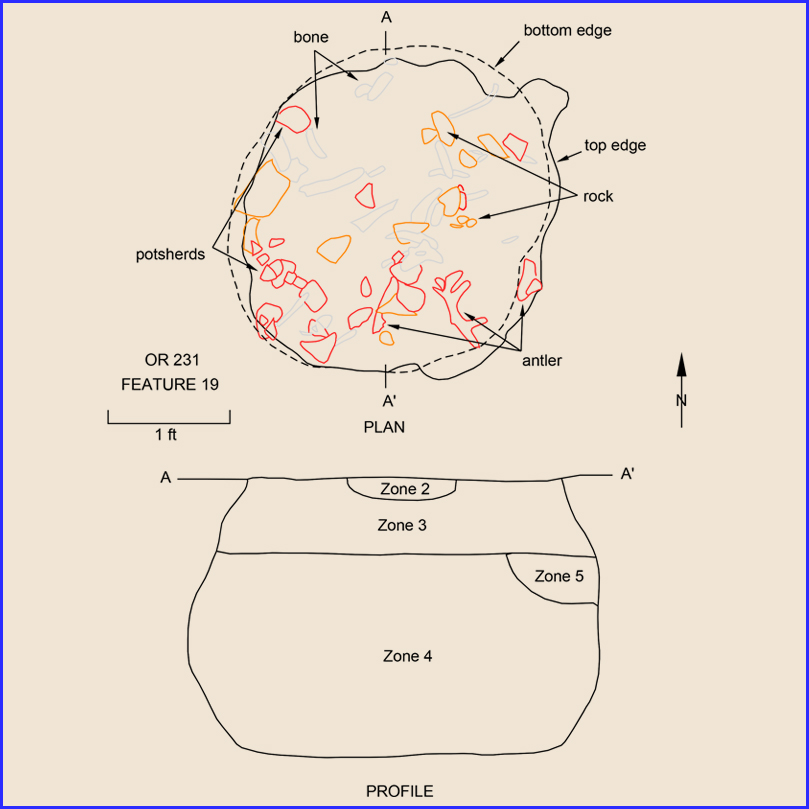 A
bone
bottom edge
top edge
rock
potsherds
antler
OR 231
FEATURE 19
1 ft
A'
PLAN
N
A
A'
Zone 2
Zone 3
Zone 5
Zone 4
PROFILE